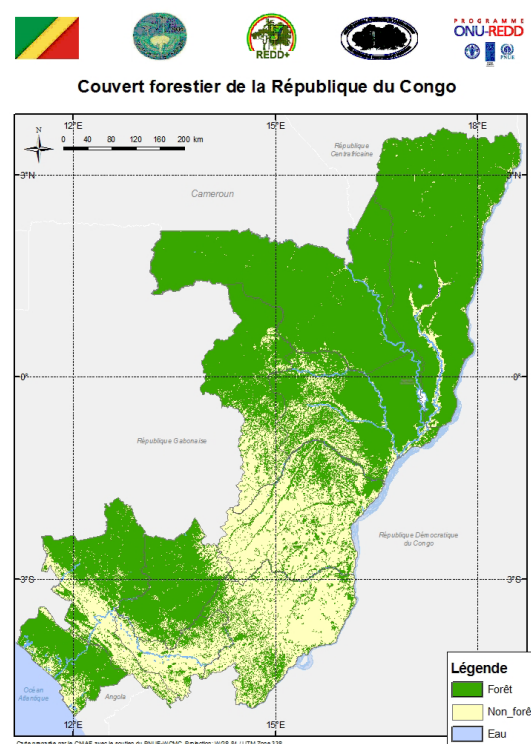 REDD+
PROGRAMME
ONU-REDD
Couvert forestier de la République du Congo
12°E
15°E
18°E
N
0 40 80 120 160 200 km
République
Centrafricaine
3°N
3°N
Cameroun
0°
0°
République Gabonaise
République Démocratique
du Congo
3°S
3°S
Océan
Atlantique
Angola
Légende
Forêt
Non_forêt
Eau
12°E
15°E